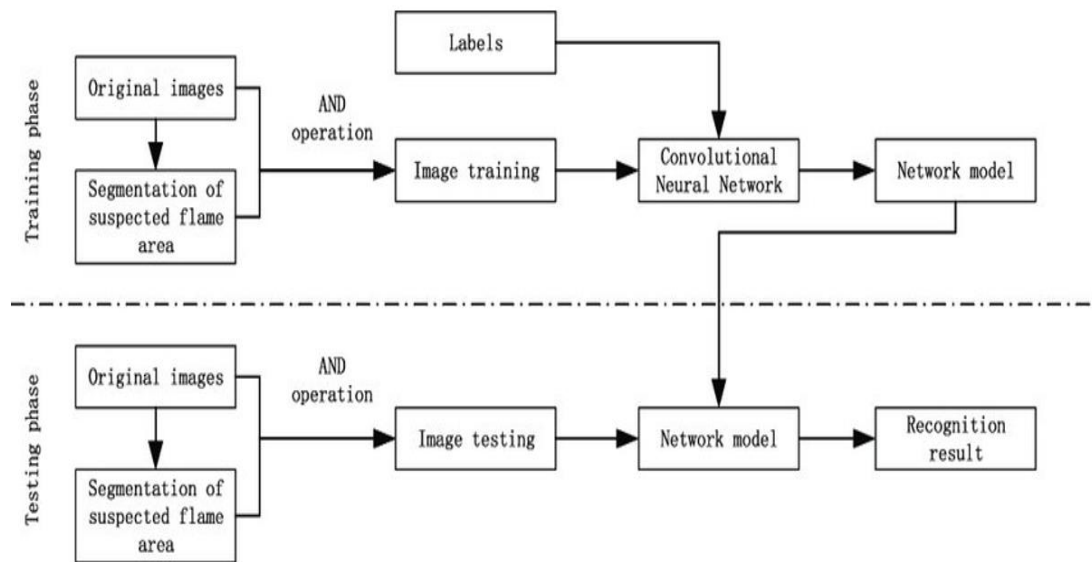 Training phase
Original images
Segmentation of
suspected flame
area
AND
operation
Labels
Image training
Convolutional
Neural Network
Network model
Testing phase
Original images
Segmentation of
suspected flame
area
AND
operation
Image testing
Network model
Recognition
result